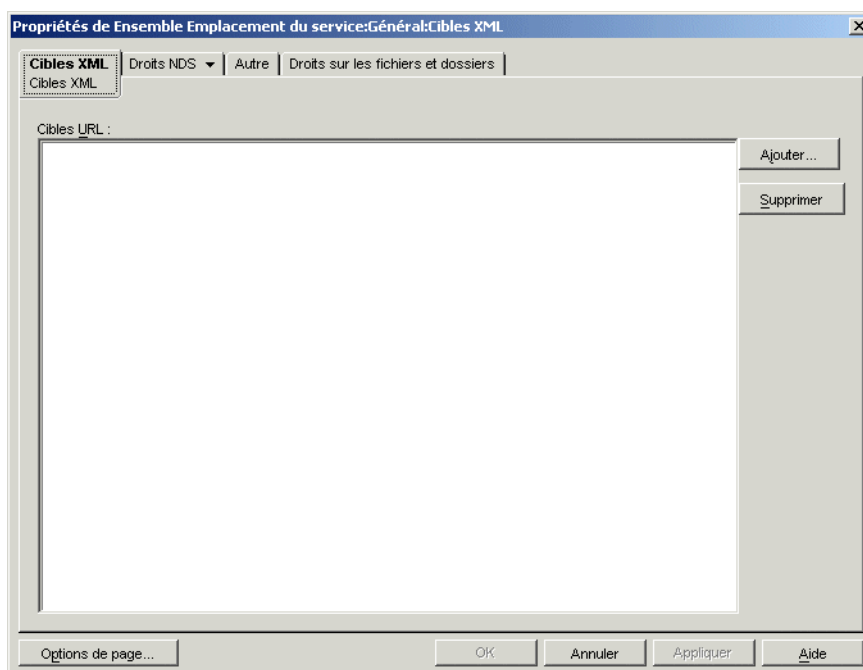 Propriétés de Ensemble Emplacement du service:Général:Cibles XML
Cibles XML Droits NDS Autre Droits sur les fichiers et dossiers
Cibles XML
Cibles URL :
Ajouter...
Supprimer
Options de page... OK Annuler Appliquer Aide